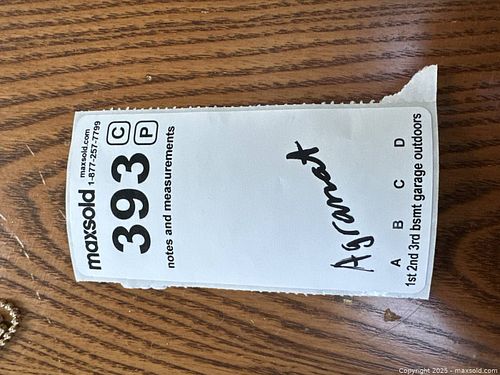 maxsold maxsold.com
1-877-257-7799
393 C P
notes and measurements
Agranat
A B C D
1st 2nd 3rd bsmt garage outdoors
Copyright 2025 - maxsold.com